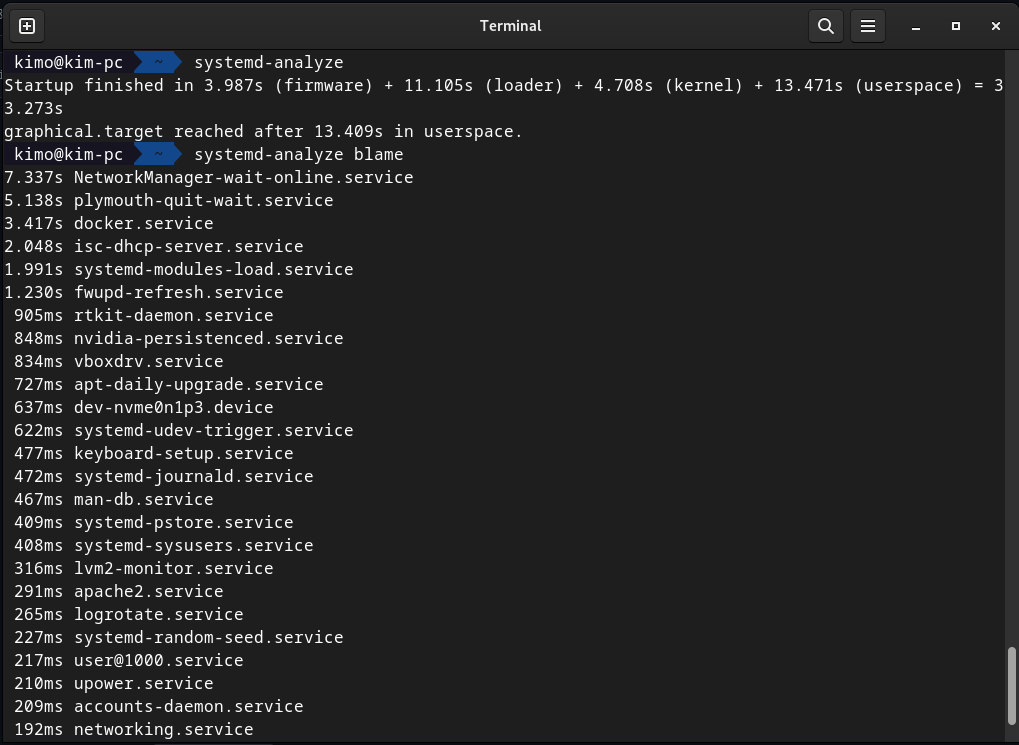 Terminal
kimo@kim-pc ~ systemd-analyze
Startup finished in 3.987s (firmware) + 11.105s (loader) + 4.708s (kernel) + 13.471s (userspace) = 3
3.273s
graphical.target reached after 13.409s in userspace.
kimo@kim-pc ~ systemd-analyze blame
7.337s NetworkManager-wait-online.service
5.138s plymouth-quit-wait.service
3.417s docker.service
2.048s isc-dhcp-server.service
1.991s systemd-modules-load.service
1.230s fwupd-refresh.service
905ms rtkit-daemon.service
848ms nvidia-persistenced.service
834ms vboxdrv.service
727ms apt-daily-upgrade.service
637ms dev-nvme0n1p3.device
622ms systemd-udev-trigger.service
477ms keyboard-setup.service
472ms systemd-journald.service
467ms man-db.service
409ms systemd-pstore.service
408ms systemd-sysusers.service
316ms lvm2-monitor.service
291ms apache2.service
265ms logrotate.service
227ms systemd-random-seed.service
217ms user@1000.service
210ms upower.service
209ms accounts-daemon.service
192ms networking.service